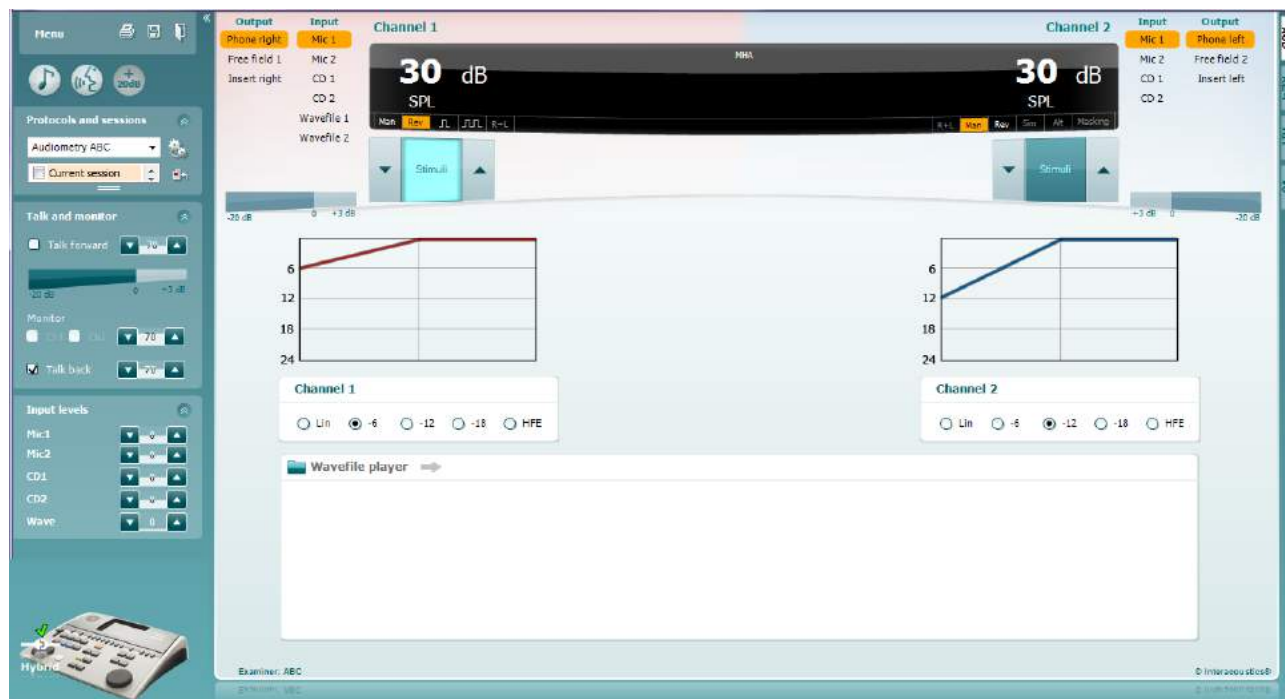 Menu
20dB
Protocols and sessions
Audiometry ABC
Current session
Talk and monitor
Talk forward
-20 dB 0 +3 dB
Monitor
70
Talk back 70
Input levels
Mic1 0
Mic2 0
CD1 0
CD2 0
Wave 0
Hybrid
Output Input
Phone right Mic 1
Free field 1 Mic 2
Insert right CD 1
CD 2
Wavefile 1
Wavefile 2
Channel 1
MHA
Channel 2
30 dB
SPL
30 dB
SPL
Man Rev R+L
R+L Man Rev Sim Alt Masking
Stimuli
Stimuli
Input Output
Mic 1 Phone left
Mic 2 Free field 2
CD 1 Insert left
CD 2
-20 dB 0 +3 dB
+3 dB 0 -20 dB
6
12
18
24
6
12
18
24
Channel 1
Lin -6 -12 -18 HFE
Channel 2
Lin -6 -12 -18 HFE
Wavefile player
Examiner: ABC
© Interacoustics®